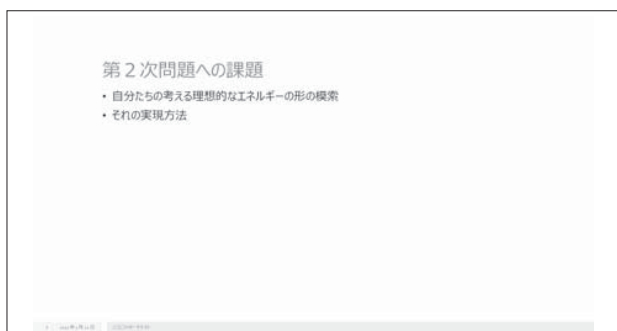 第２次問題への課題
• 自分たちの考える理想的なエネルギーの形の模索
• それの実現方法